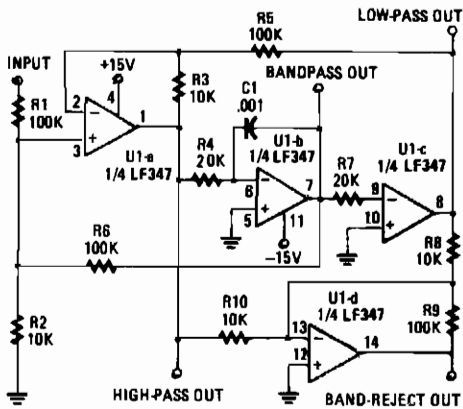 LOW-PASS OUT
R5
100K
INPUT
+15V
BANDPASS OUT
R3
10K
C1
.001
R1
100K
2
4
1
3
+
−
U1-a
1/4 LF347
R4
20K
U1-b
1/4 LF347
R7
20K
U1-c
1/4 LF347
6
−
7
5
+
11
−15V
9
−
8
10
+
R6
100K
R8
10K
R2
10K
R10
10K
U1-d
1/4 LF347
R9
100K
13
−
14
12
+
HIGH-PASS OUT
BAND-REJECT OUT